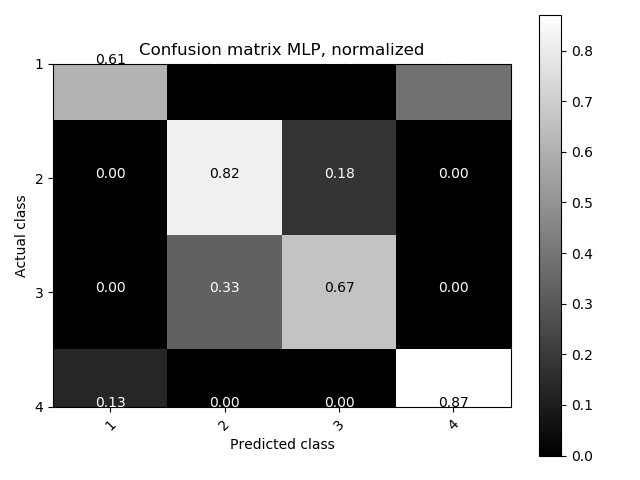 Confusion matrix MLP, normalized
0.61
1
0.00 0.82 0.18 0.00
2
0.00 0.33 0.67 0.00
3
0.13 0.00 0.00 0.87
4
1 2 3 4
Predicted class
Actual class
0.8
0.7
0.6
0.5
0.4
0.3
0.2
0.1
0.0